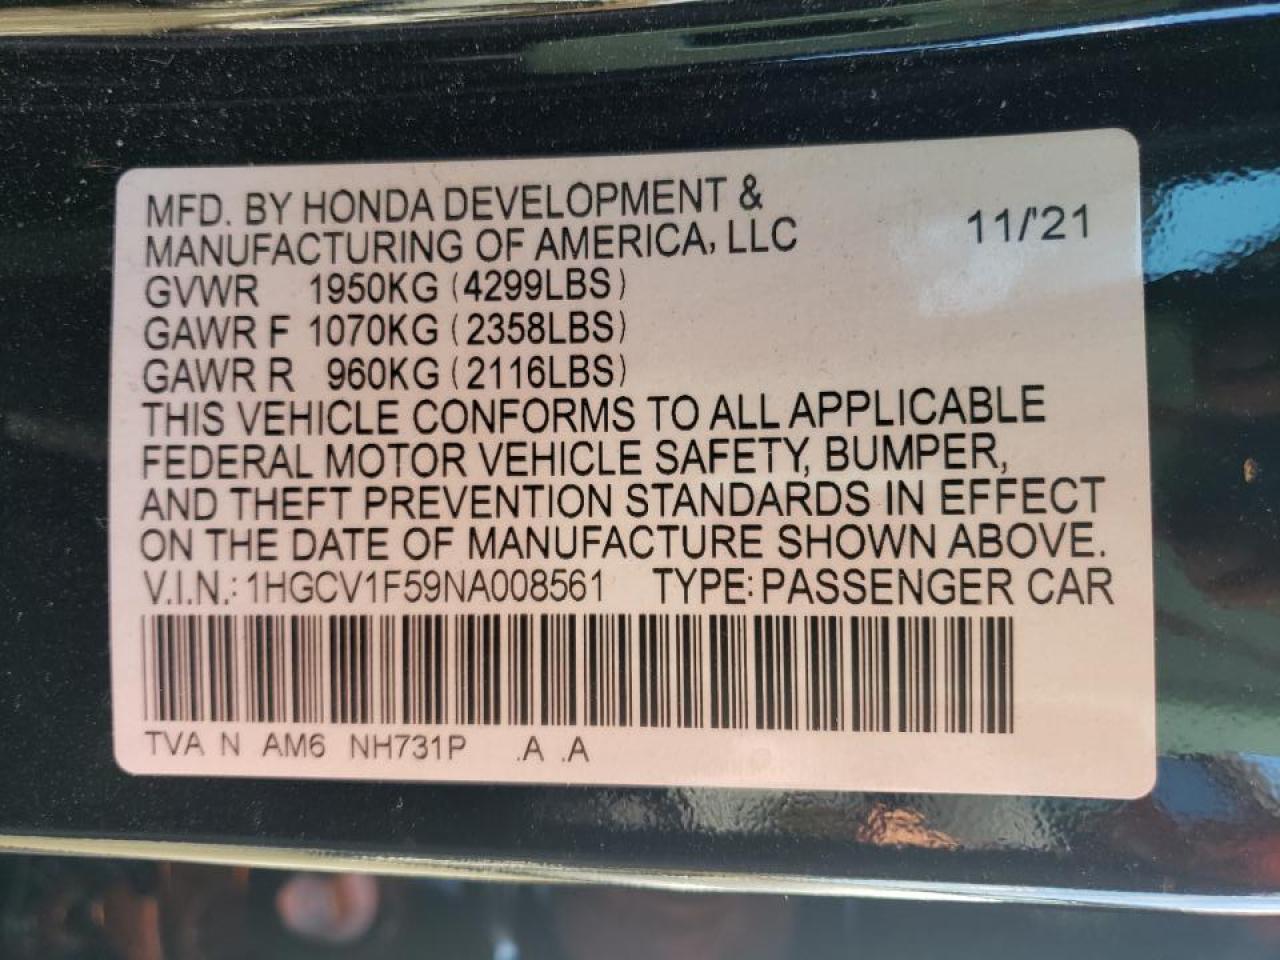 MFD. BY HONDA DEVELOPMENT &
MANUFACTURING OF AMERICA, LLC 11/'21
GVWR 1950KG (4299LBS)
GAWR F 1070KG (2358LBS)
GAWR R 960KG (2116LBS)
THIS VEHICLE CONFORMS TO ALL APPLICABLE
FEDERAL MOTOR VEHICLE SAFETY, BUMPER,
AND THEFT PREVENTION STANDARDS IN EFFECT
ON THE DATE OF MANUFACTURE SHOWN ABOVE.
V.I.N.: 1HGCV1F59NA008561 TYPE: PASSENGER CAR
TVA N AM6 NH731P .A .A